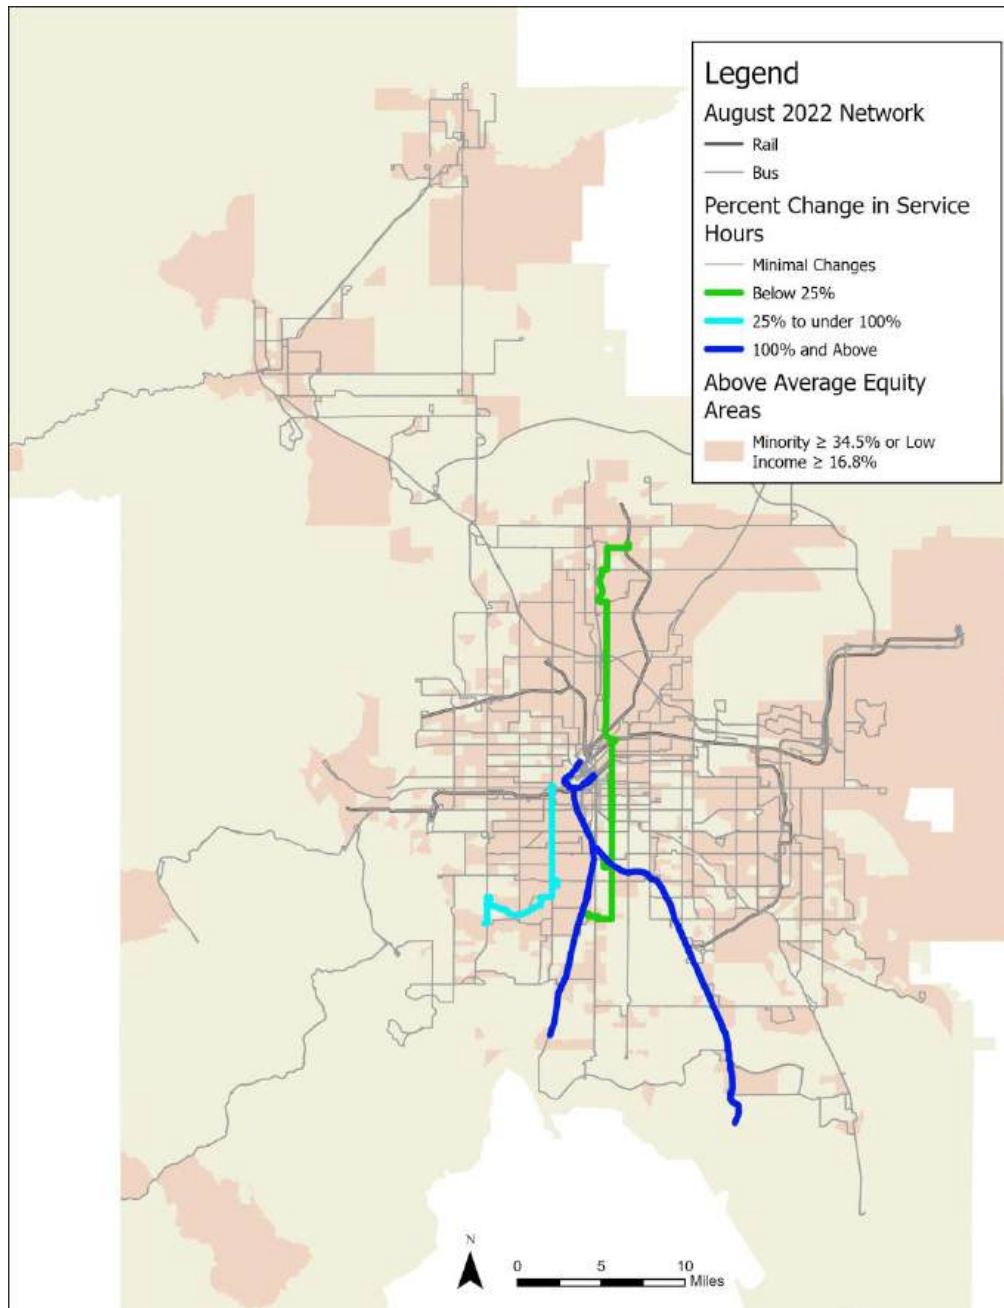 Legend
August 2022 Network
Rail
Bus
Percent Change in Service
Hours
Minimal Changes
Below 25%
25% to under 100%
100% and Above
Above Average Equity
Areas
Minority ≥ 34.5% or Low
Income ≥ 16.8%
N
0 5 10
Miles